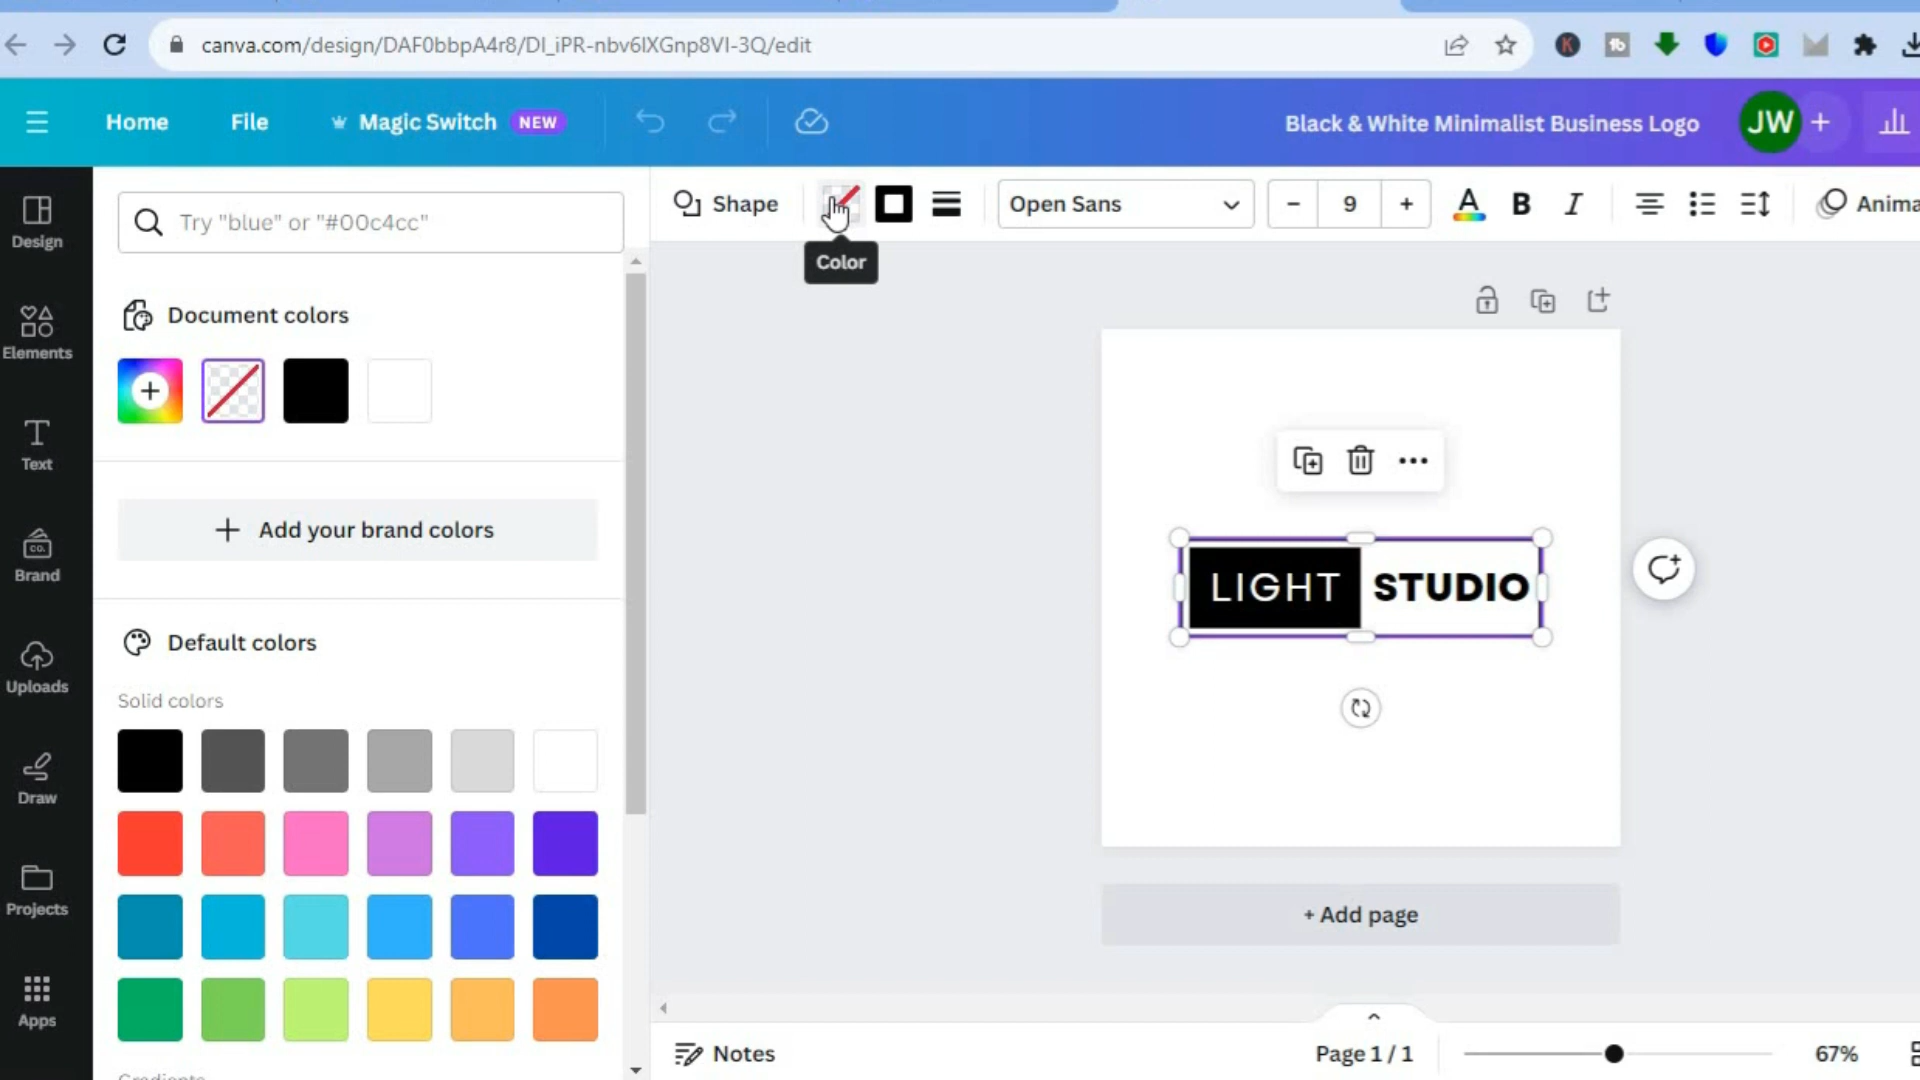 canva.com/design/DAF0bbpA4r8/DI_iPR-nbv6IXGnp8VI-3Q/edit
Home File Magic Switch NEW Black & White Minimalist Business Logo JW
Try "blue" or "#00c4cc"
Shape Open Sans 9 A B I Anima
Color
Design
Elements
Text
Brand
Uploads
Draw
Projects
Apps
Document colors
Add your brand colors
Default colors
Solid colors
Gradients
LIGHT STUDIO
+ Add page
Notes Page 1 / 1 67%